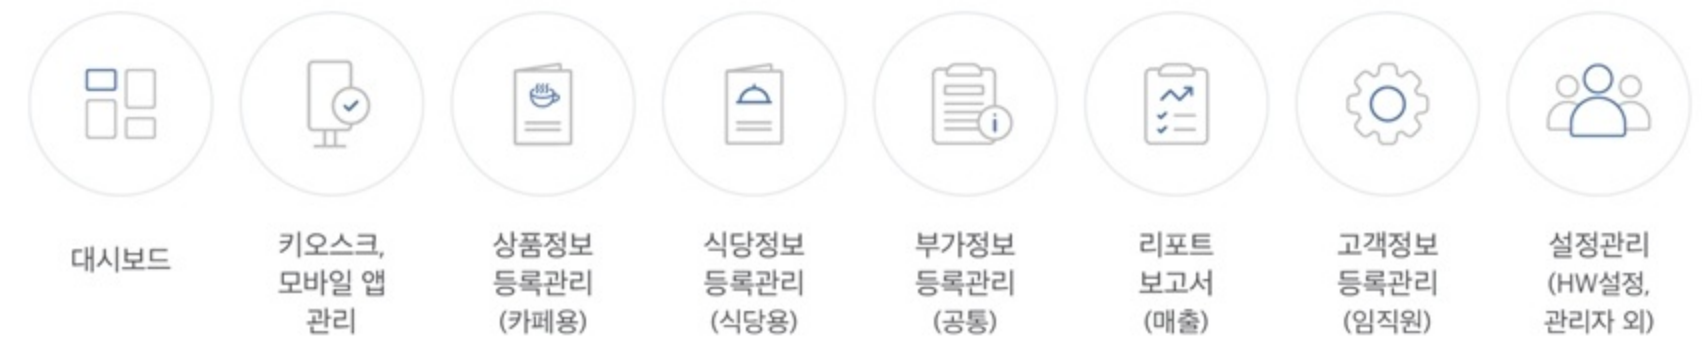 대시보드
키오스크,
모바일 앱
관리
상품정보
등록관리
(카페용)
식당정보
등록관리
(식당용)
부가정보
등록관리
(공통)
리포트
보고서
(매출)
고객정보
등록관리
(임직원)
설정관리
(HW설정,
관리자 외)